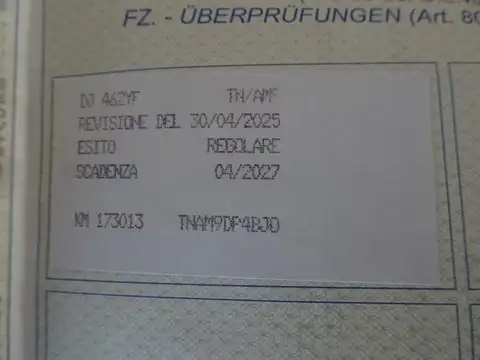 FZ. - ÜBERPRÜFUNGEN (Art. 80
DJ 462YF TN/AMF
REVISIONE DEL 30/04/2025
ESITO REGOLARE
SCADENZA 04/2027
KM 173013 TNAM9DP4BJ0